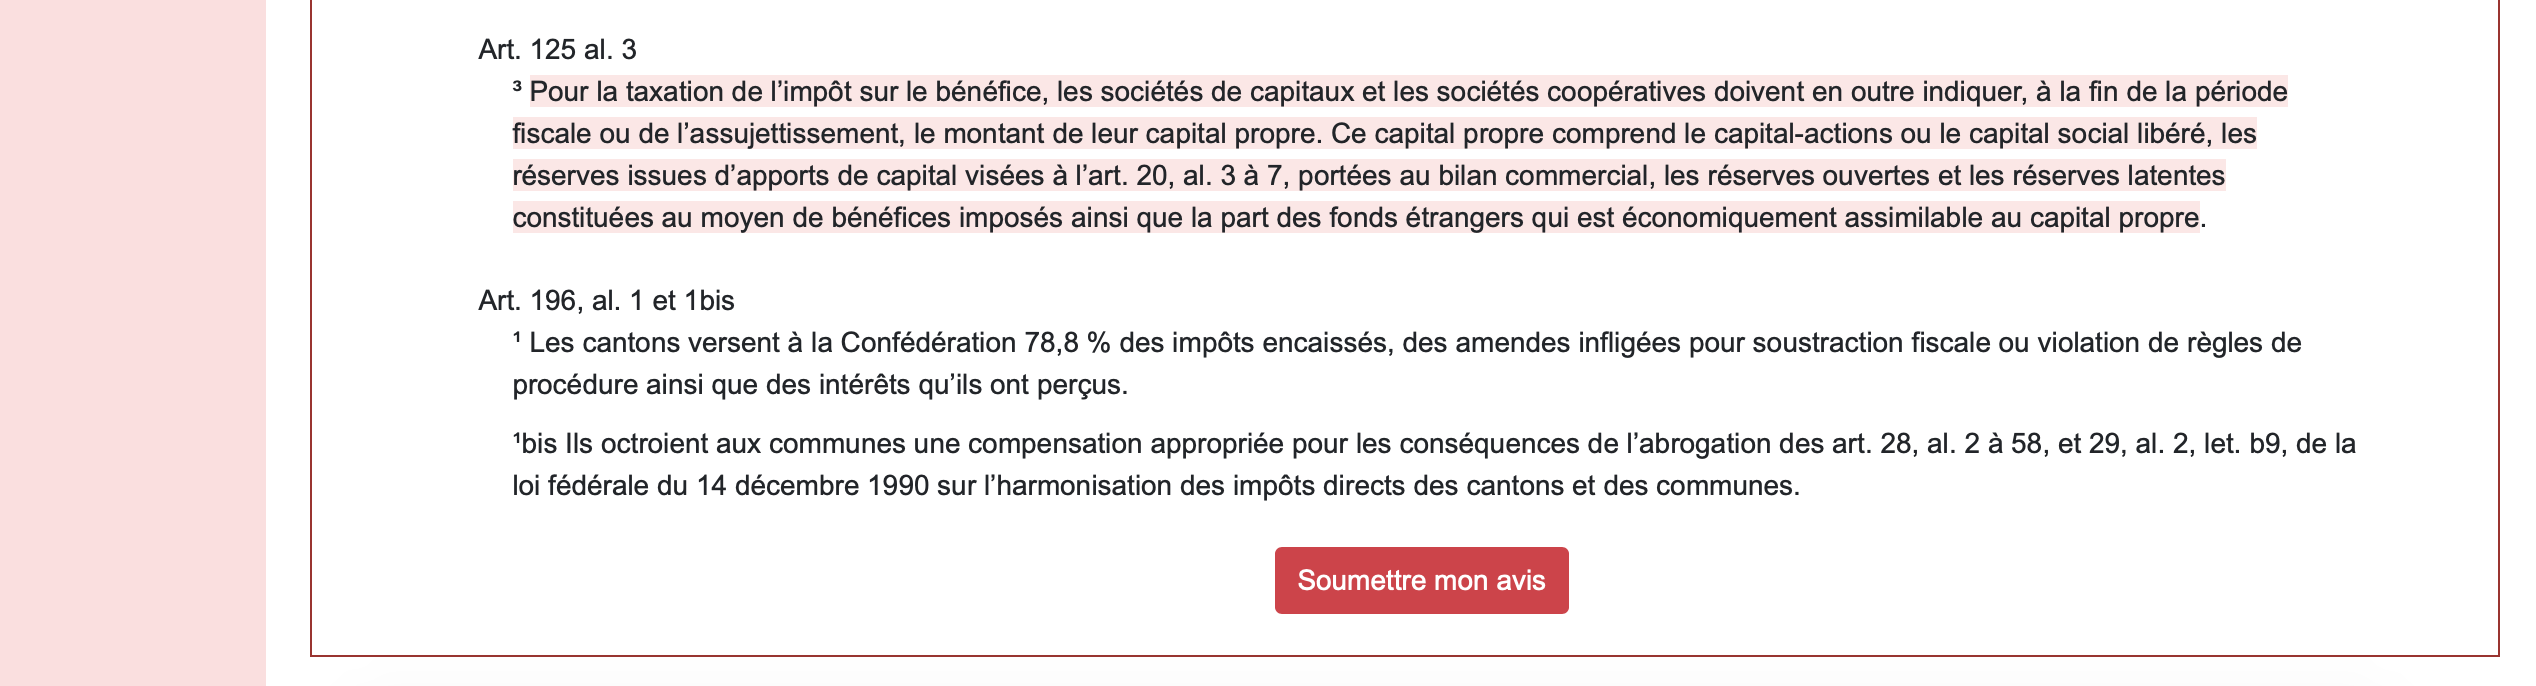 Art. 125 al. 3
³ Pour la taxation de l’impôt sur le bénéfice, les sociétés de capitaux et les sociétés coopératives doivent en outre indiquer, à la fin de la période
fiscale ou de l’assujettissement, le montant de leur capital propre. Ce capital propre comprend le capital-actions ou le capital social libéré, les
réserves issues d’apports de capital visées à l’art. 20, al. 3 à 7, portées au bilan commercial, les réserves ouvertes et les réserves latentes
constituées au moyen de bénéfices imposés ainsi que la part des fonds étrangers qui est économiquement assimilable au capital propre.
Art. 196, al. 1 et 1bis
¹ Les cantons versent à la Confédération 78,8 % des impôts encaissés, des amendes infligées pour soustraction fiscale ou violation de règles de
procédure ainsi que des intérêts qu’ils ont perçus.
¹bis Ils octroient aux communes une compensation appropriée pour les conséquences de l’abrogation des art. 28, al. 2 à 58, et 29, al. 2, let. b9, de la
loi fédérale du 14 décembre 1990 sur l’harmonisation des impôts directs des cantons et des communes.
Soumettre mon avis